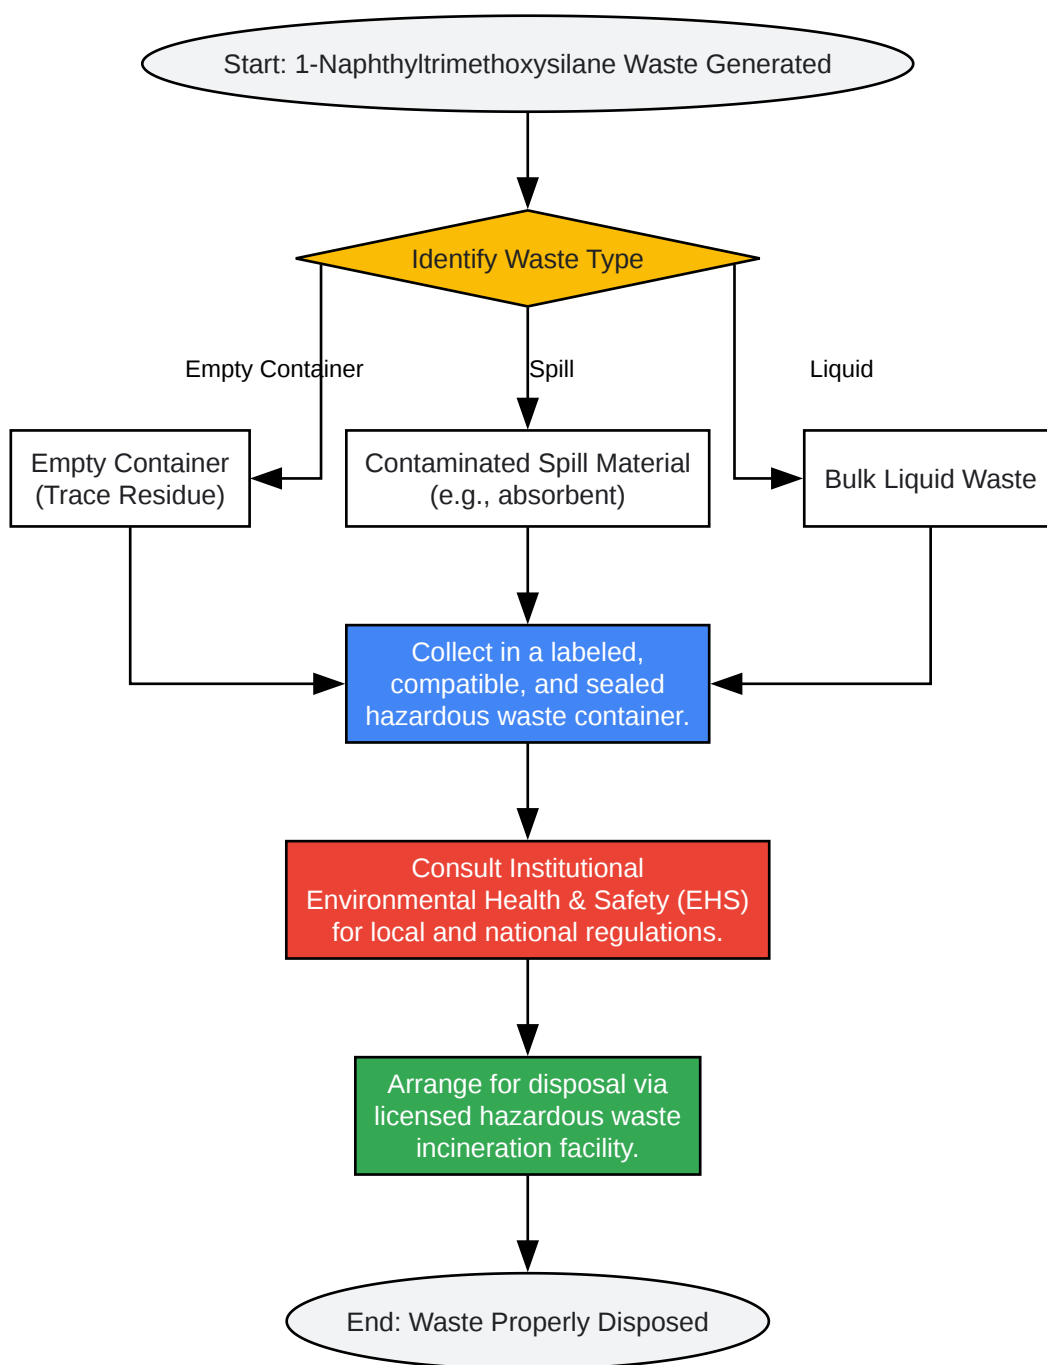 Start: 1-Naphthyltrimethoxysilane Waste Generated
Identify Waste Type
Empty Container
Spill
Liquid
Empty Container
(Trace Residue)
Contaminated Spill Material
(e.g., absorbent)
Bulk Liquid Waste
Collect in a labeled,
compatible, and sealed
hazardous waste container.
Consult Institutional
Environmental Health & Safety (EHS)
for local and national regulations.
Arrange for disposal via
licensed hazardous waste
incineration facility.
End: Waste Properly Disposed